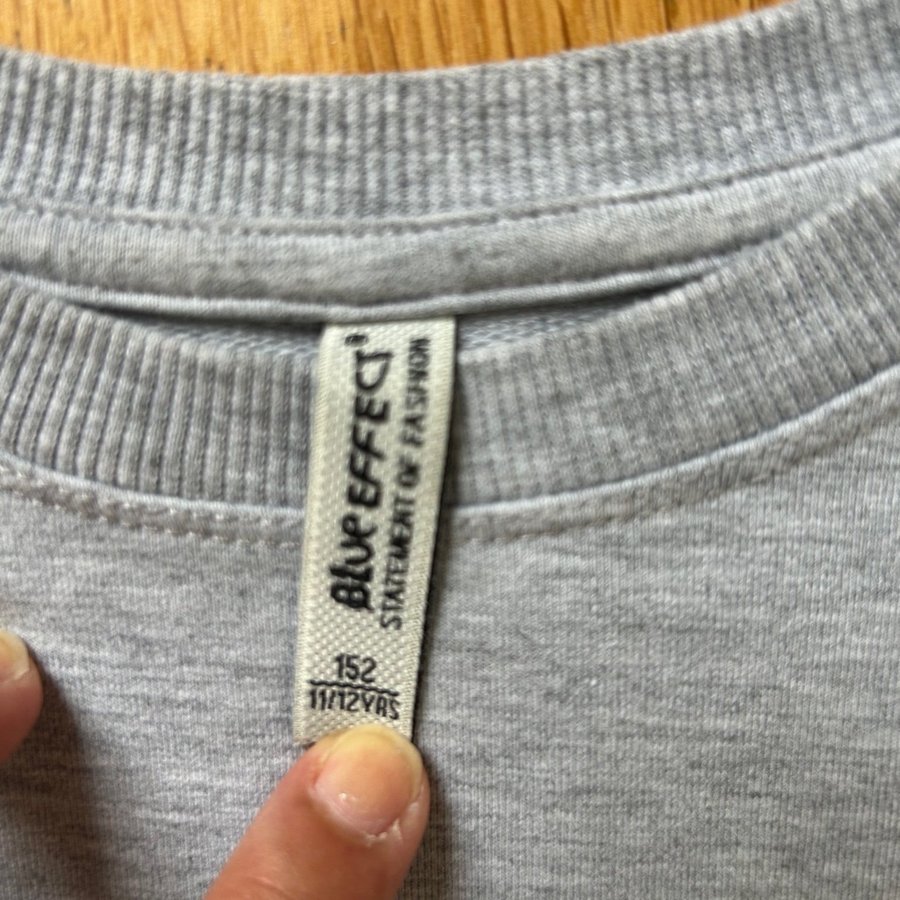 Blue EFFECT®
STATEMENT OF FASHION
152
11/12YRS